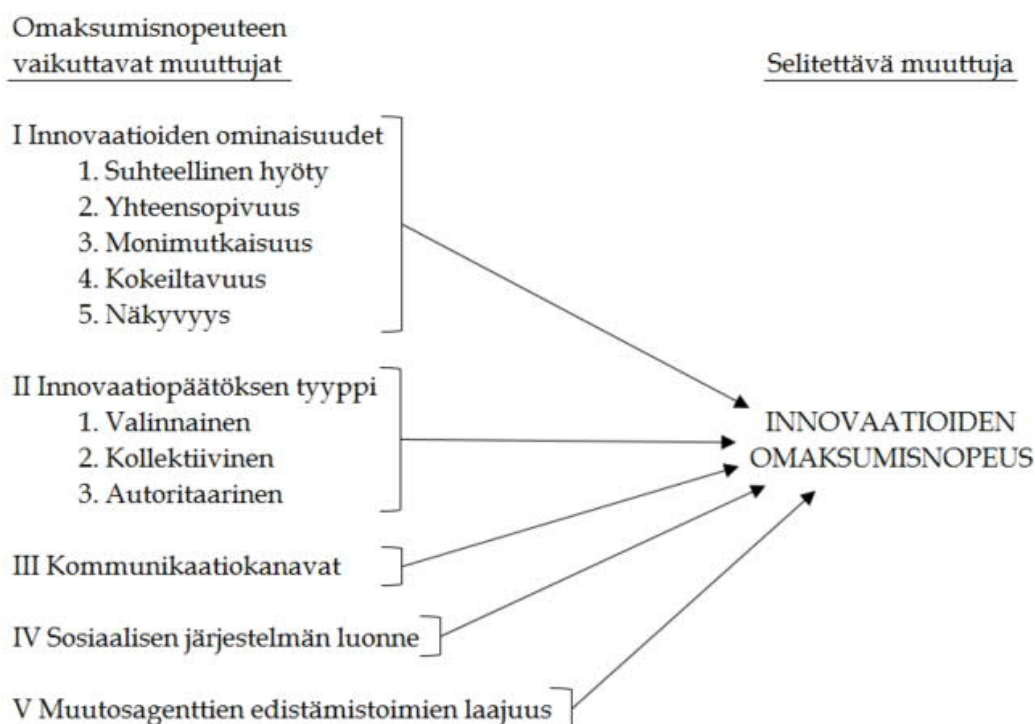 Omaksumisnopeuteen
vaikuttavat muuttujat
Selitettävä muuttuja
I Innovaatioiden ominaisuudet
1. Suhteellinen hyöty
2. Yhteensopivuus
3. Monimutkaisuus
4. Kokeiltavuus
5. Näkyvyys
II Innovaatiopäätöksen tyyppi
1. Valinnainen
2. Kollektiivinen
3. Autoritaarinen
INNOVAATIOIDEN
OMAKSUMISNOPEUS
III Kommunikaatiokanavat
IV Sosiaalisen järjestelmän luonne
V Muutosagenttien edistämistoimien laajuus